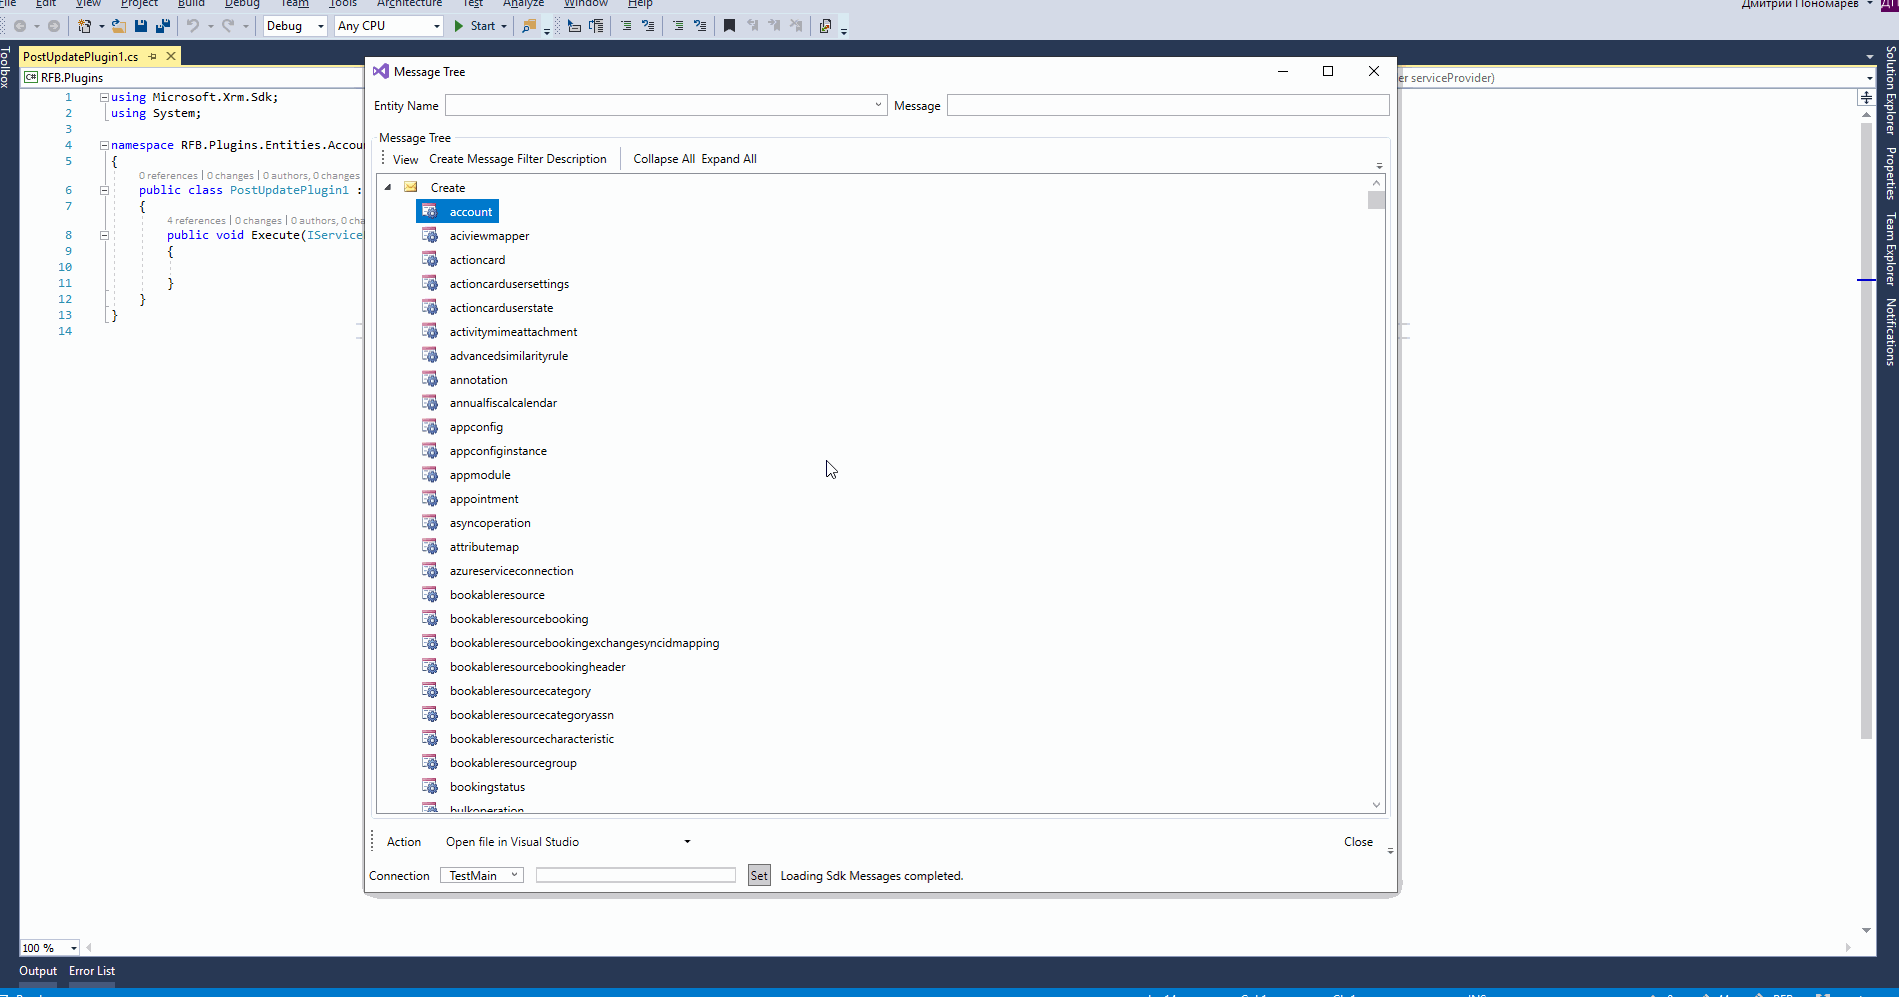 File Edit View Project Build Debug Team Tools Architecture Test Analyze Window Help
Дмитрий Пономарев ДП
Debug Any CPU Start
Toolbox
PostUpdatePlugin1.cs
RFB.Plugins
er serviceProvider)
1 using Microsoft.Xrm.Sdk;
2 using System;
3
4 namespace RFB.Plugins.Entities.Accou
5 {
0 references | 0 changes | 0 authors, 0 changes
6 public class PostUpdatePlugin1 :
7 {
4 references | 0 changes | 0 authors, 0 cha
8 public void Execute(IService
9 {
10
11 }
12 }
13 }
14
Message Tree
Entity Name
Message
Message Tree
View Create Message Filter Description Collapse All Expand All
Create
account
aciviewmapper
actioncard
actioncardusersettings
actioncarduserstate
activitymimeattachment
advancedsimilarityrule
annotation
annualfiscalcalendar
appconfig
appconfiginstance
appmodule
appointment
asyncoperation
attributemap
azureserviceconnection
bookableresource
bookableresourcebooking
bookableresourcebookingexchangesyncidmapping
bookableresourcebookingheader
bookableresourcecategory
bookableresourcecategoryassn
bookableresourcecharacteristic
bookableresourcegroup
bookingstatus
bulkoperation
Action Open file in Visual Studio Close
Connection TestMain Set Loading Sdk Messages completed.
Solution Explorer
Properties
Team Explorer
Notifications
100 %
Output Error List